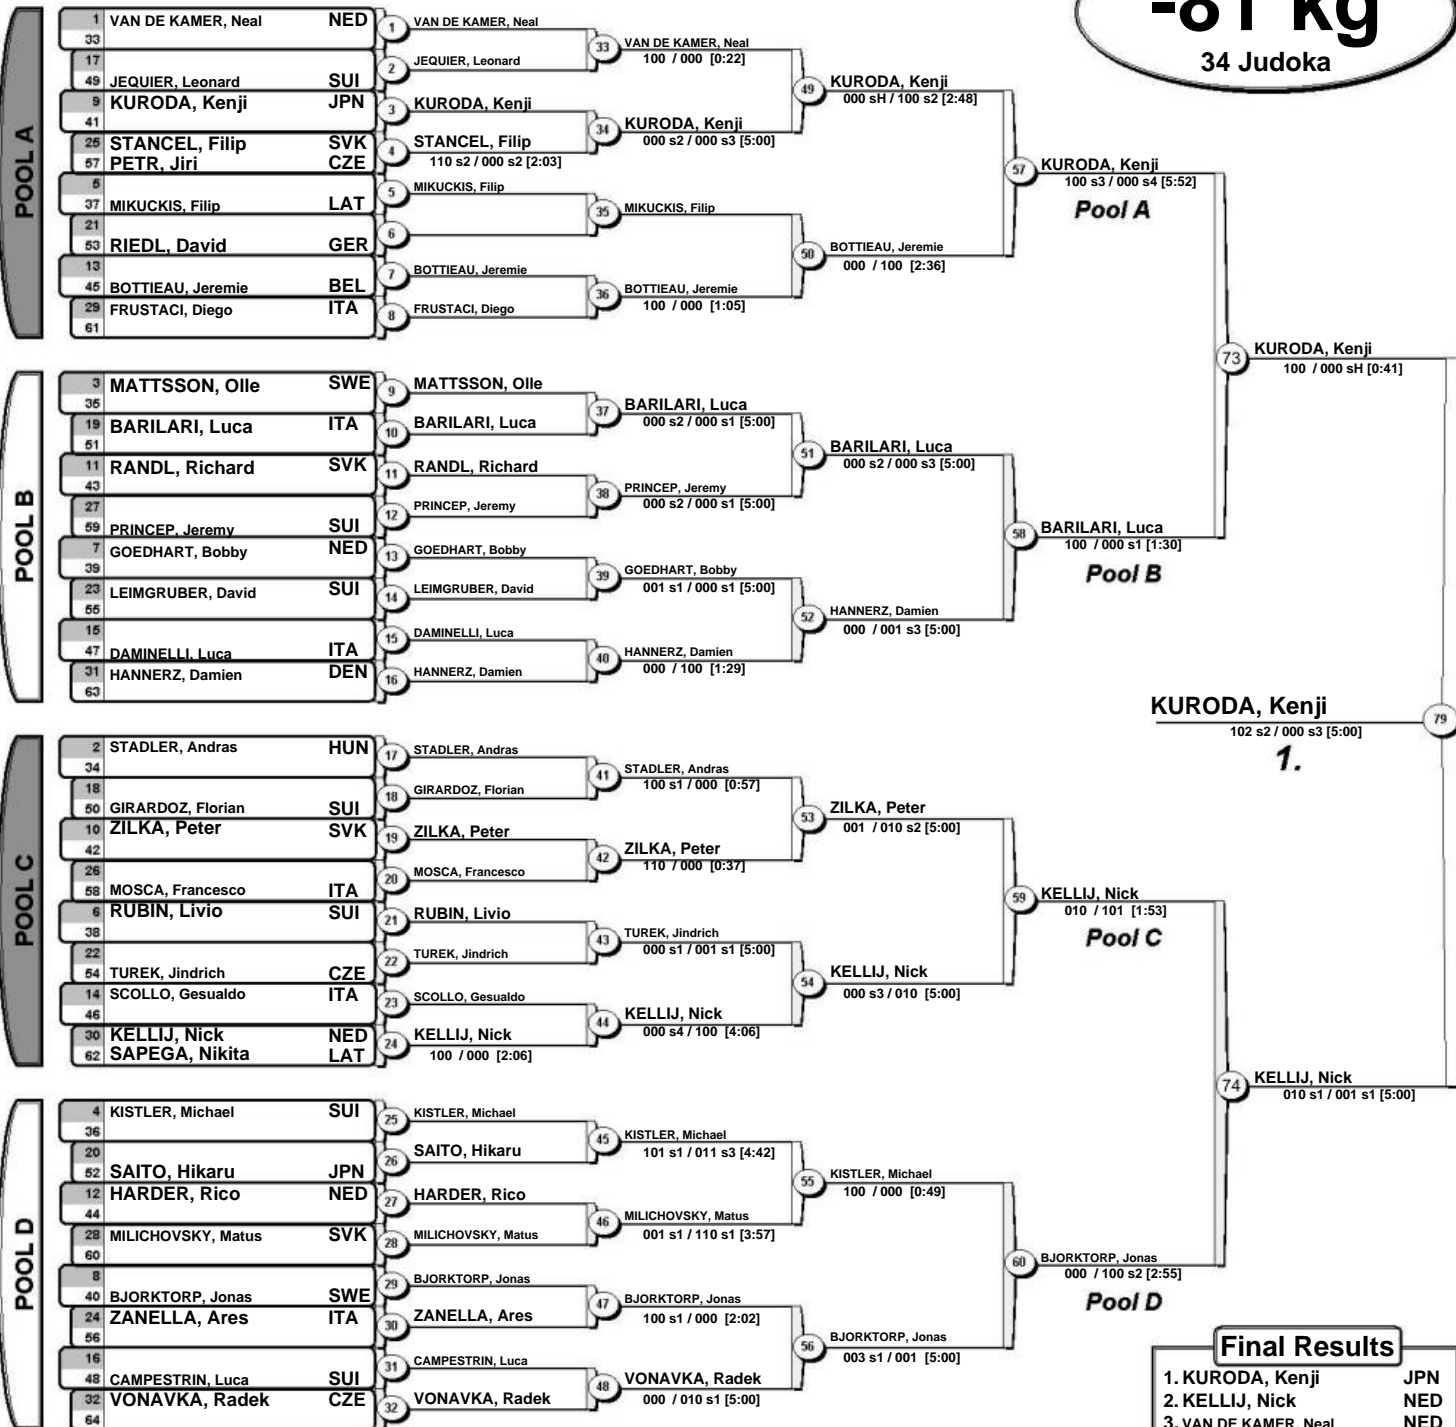 -81 kg
34 Judoka
POOL A
1 VAN DE KAMER, Neal NED
33
17
49 JEQUIER, Leonard SUI
9 KURODA, Kenji JPN
41
25 STANCEL, Filip SVK
57 PETR, Jiri CZE
5
37 MIKUCKIS, Filip LAT
21
53 RIEDL, David GER
13
45 BOTTIEAU, Jeremie BEL
29 FRUSTACI, Diego ITA
61
1 VAN DE KAMER, Neal
2 JEQUIER, Leonard
3 KURODA, Kenji
4 STANCEL, Filip
110 s2 / 000 s2 [2:03]
5 MIKUCKIS, Filip
6
7 BOTTIEAU, Jeremie
8 FRUSTACI, Diego
33 VAN DE KAMER, Neal
100 / 000 [0:22]
34 KURODA, Kenji
000 s2 / 000 s3 [5:00]
35 MIKUCKIS, Filip
36 BOTTIEAU, Jeremie
100 / 000 [1:05]
49 KURODA, Kenji
000 sH / 100 s2 [2:48]
50 BOTTIEAU, Jeremie
000 / 100 [2:36]
57 KURODA, Kenji
100 s3 / 000 s4 [5:52]
Pool A
POOL B
3 MATTSSON, Olle SWE
35
19 BARILARI, Luca ITA
51
11 RANDL, Richard SVK
43
27
59 PRINCEP, Jeremy SUI
7 GOEDHART, Bobby NED
39
23 LEIMGRUBER, David SUI
55
15
47 DAMINELLI, Luca ITA
31 HANNERZ, Damien DEN
63
9 MATTSSON, Olle
10 BARILARI, Luca
11 RANDL, Richard
12 PRINCEP, Jeremy
13 GOEDHART, Bobby
14 LEIMGRUBER, David
15 DAMINELLI, Luca
16 HANNERZ, Damien
37 BARILARI, Luca
000 s2 / 000 s1 [5:00]
38 PRINCEP, Jeremy
000 s2 / 000 s1 [5:00]
39 GOEDHART, Bobby
001 s1 / 000 s1 [5:00]
40 HANNERZ, Damien
000 / 100 [1:29]
51 BARILARI, Luca
000 s2 / 000 s3 [5:00]
52 HANNERZ, Damien
000 / 001 s3 [5:00]
58 BARILARI, Luca
100 / 000 s1 [1:30]
Pool B
73 KURODA, Kenji
100 / 000 sH [0:41]
KURODA, Kenji 79
102 s2 / 000 s3 [5:00]
1.
POOL C
2 STADLER, Andras HUN
34
18
50 GIRARDOZ, Florian SUI
10 ZILKA, Peter SVK
42
26
58 MOSCA, Francesco ITA
6 RUBIN, Livio SUI
38
22
54 TUREK, Jindrich CZE
14 SCOLLO, Gesualdo ITA
46
30 KELLIJ, Nick NED
62 SAPEGA, Nikita LAT
17 STADLER, Andras
18 GIRARDOZ, Florian
19 ZILKA, Peter
20 MOSCA, Francesco
21 RUBIN, Livio
22 TUREK, Jindrich
23 SCOLLO, Gesualdo
24 KELLIJ, Nick
100 / 000 [2:06]
41 STADLER, Andras
100 s1 / 000 [0:57]
42 ZILKA, Peter
110 / 000 [0:37]
43 TUREK, Jindrich
000 s1 / 001 s1 [5:00]
44 KELLIJ, Nick
000 s4 / 100 [4:06]
53 ZILKA, Peter
001 / 010 s2 [5:00]
54 KELLIJ, Nick
000 s3 / 010 [5:00]
59 KELLIJ, Nick
010 / 101 [1:53]
Pool C
POOL D
4 KISTLER, Michael SUI
36
20
52 SAITO, Hikaru JPN
12 HARDER, Rico NED
44
28 MILICHOVSKY, Matus SVK
60
8
40 BJORKTORP, Jonas SWE
24 ZANELLA, Ares ITA
56
16
48 CAMPESTRIN, Luca SUI
32 VONAVKA, Radek CZE
64
25 KISTLER, Michael
26 SAITO, Hikaru
27 HARDER, Rico
28 MILICHOVSKY, Matus
29 BJORKTORP, Jonas
30 ZANELLA, Ares
31 CAMPESTRIN, Luca
32 VONAVKA, Radek
45 KISTLER, Michael
101 s1 / 011 s3 [4:42]
46 MILICHOVSKY, Matus
001 s1 / 110 s1 [3:57]
47 BJORKTORP, Jonas
100 s1 / 000 [2:02]
48 VONAVKA, Radek
000 / 010 s1 [5:00]
55 KISTLER, Michael
100 / 000 [0:49]
56 BJORKTORP, Jonas
003 s1 / 001 [5:00]
60 BJORKTORP, Jonas
000 / 100 s2 [2:55]
Pool D
74 KELLIJ, Nick
010 s1 / 001 s1 [5:00]
Final Results
1. KURODA, Kenji JPN
2. KELLIJ, Nick NED
3. VAN DE KAMER, Neal NED